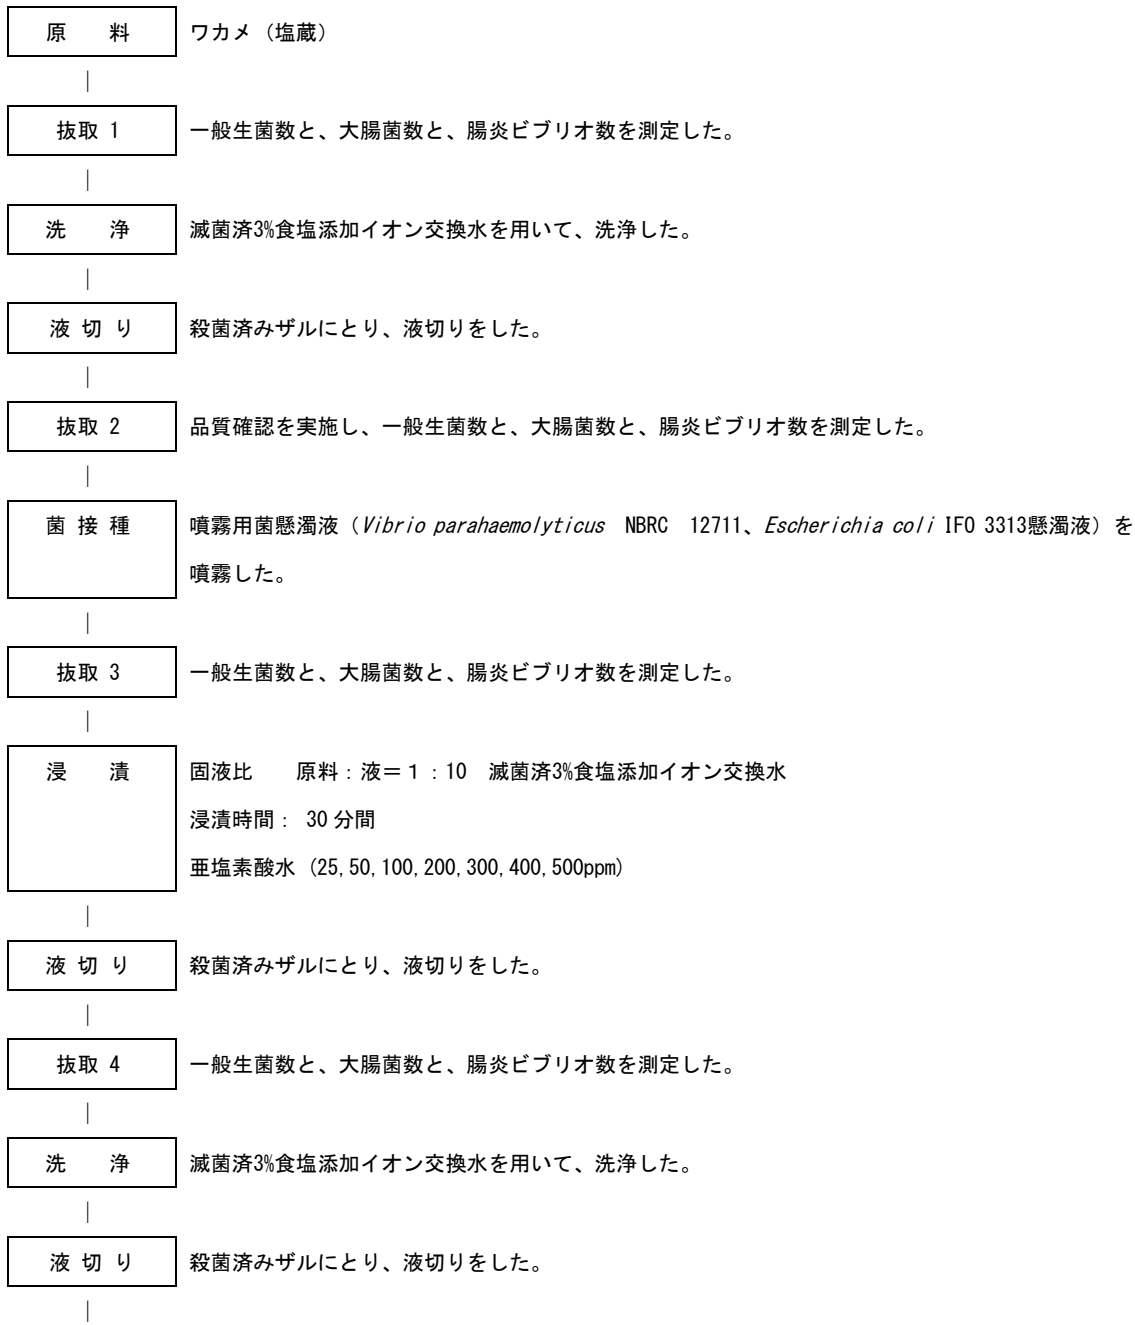 原　　料　ワカメ（塩蔵）
抜取 1　一般生菌数と、大腸菌数と、腸炎ビブリオ数を測定した。
洗　　浄　滅菌済3%食塩添加イオン交換水を用いて、洗浄した。
液 切 り　殺菌済みザルにとり、液切りをした。
抜取 2　品質確認を実施し、一般生菌数と、大腸菌数と、腸炎ビブリオ数を測定した。
菌 接 種　噴霧用菌懸濁液（Vibrio parahaemolyticus　NBRC　12711、Escherichia coli IFO 3313懸濁液）を
噴霧した。
抜取 3　一般生菌数と、大腸菌数と、腸炎ビブリオ数を測定した。
浸　　漬　固液比　　原料：液＝１：10　滅菌済3%食塩添加イオン交換水
浸漬時間： 30 分間
亜塩素酸水 (25,50,100,200,300,400,500ppm)
液 切 り　殺菌済みザルにとり、液切りをした。
抜取 4　一般生菌数と、大腸菌数と、腸炎ビブリオ数を測定した。
洗　　浄　滅菌済3%食塩添加イオン交換水を用いて、洗浄した。
液 切 り　殺菌済みザルにとり、液切りをした。